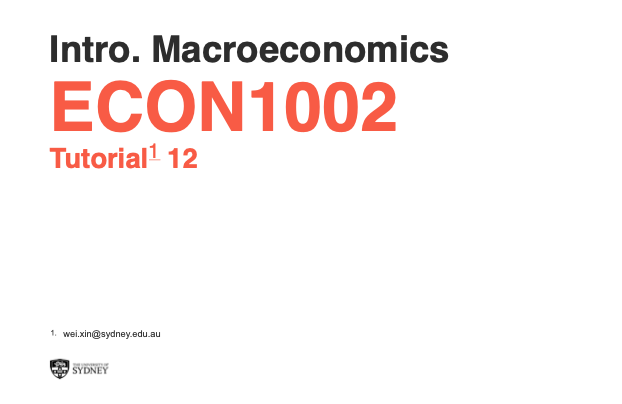 Intro. Macroeconomics
ECON1002
Tutorial1 12
1. wei.xin@sydney.edu.au
THE UNIVERSITY OF
SYDNEY